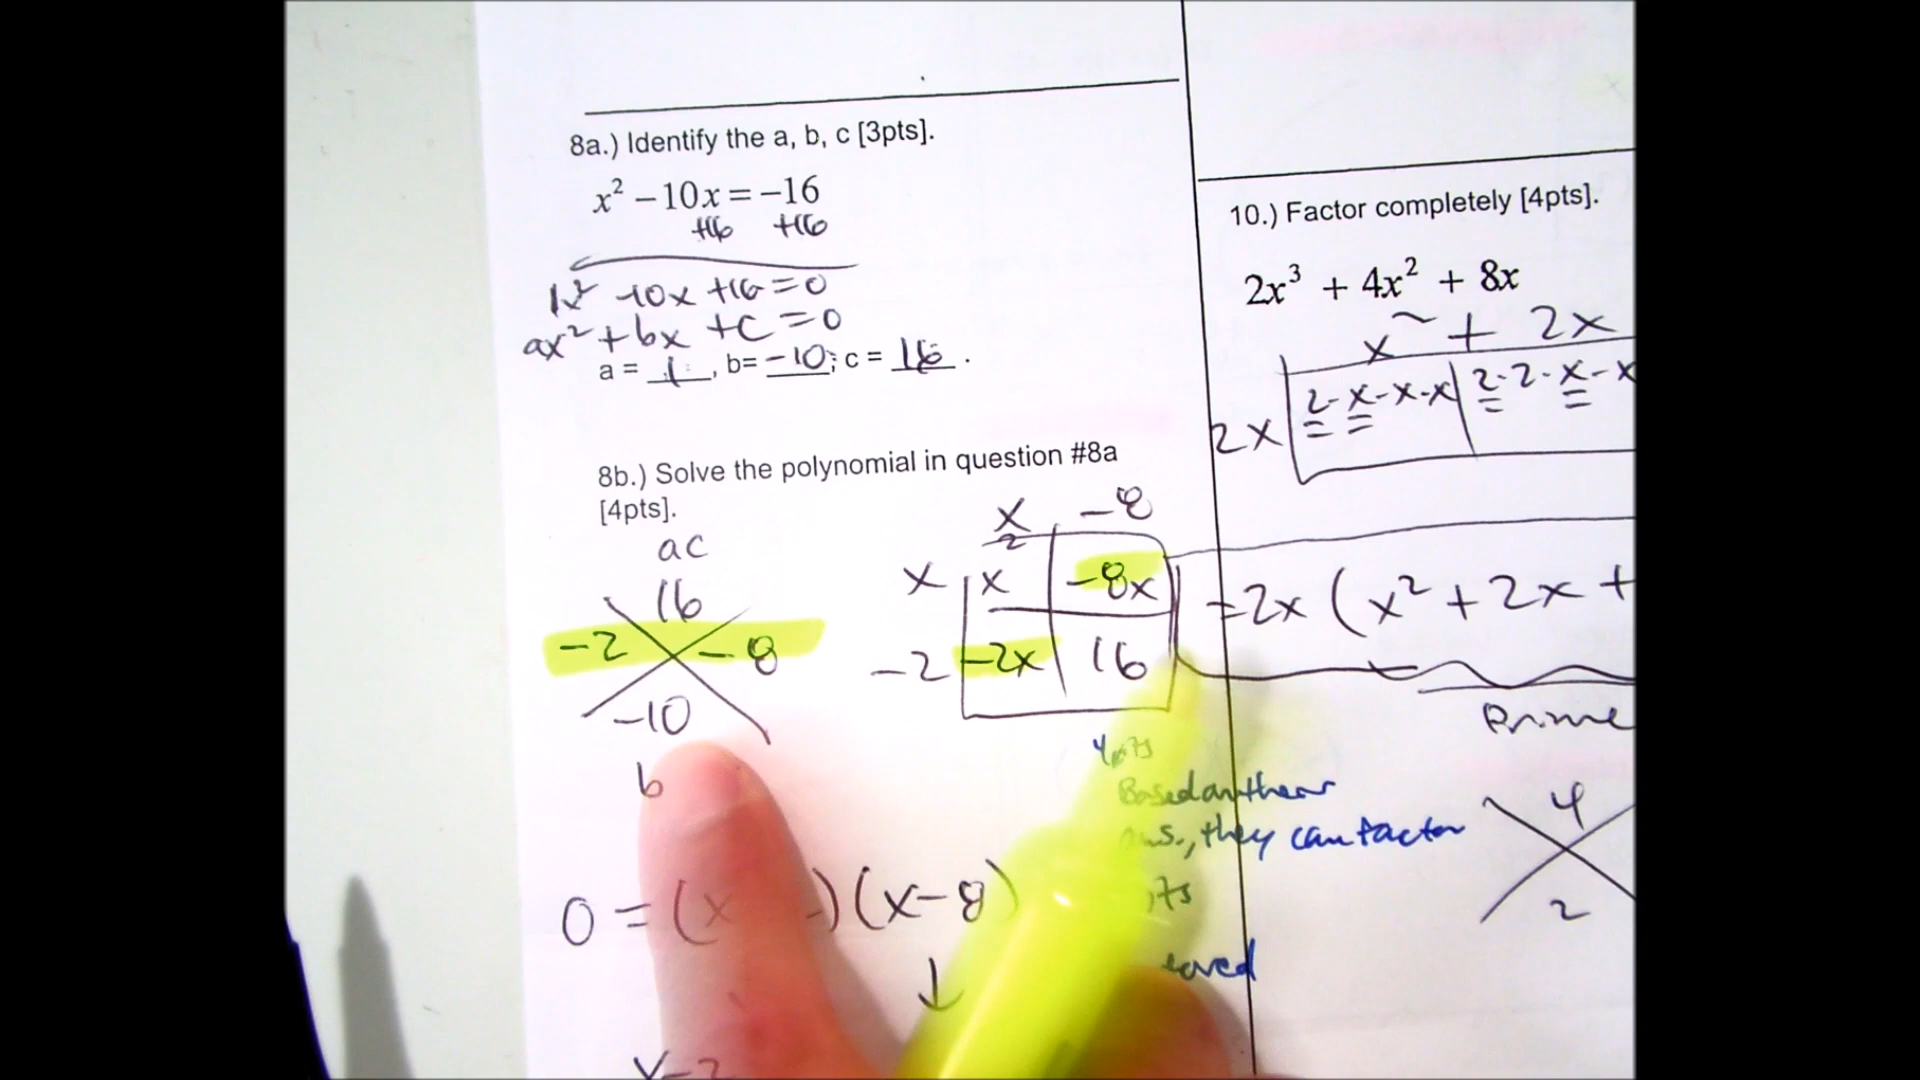 8a.) Identify the a, b, c [3pts].
x² − 10x = −16
+16 +16
1x² -10x +16 = 0
ax² + bx + c = 0
a = 1, b= -10; c = 16.
8b.) Solve the polynomial in question #8a
[4pts].
ac
16
-2 -8
-10
b
x -8
x x² -8x
-2 -2x 16
4pts
Based on their
ans., they can factor
0 = (x )(x-8)
↓
10.) Factor completely [4pts].
2x³ + 4x² + 8x
x² + 2x
2x 2·x·x·x 2·2·x·x
=2x (x² + 2x +
Prime
4
2